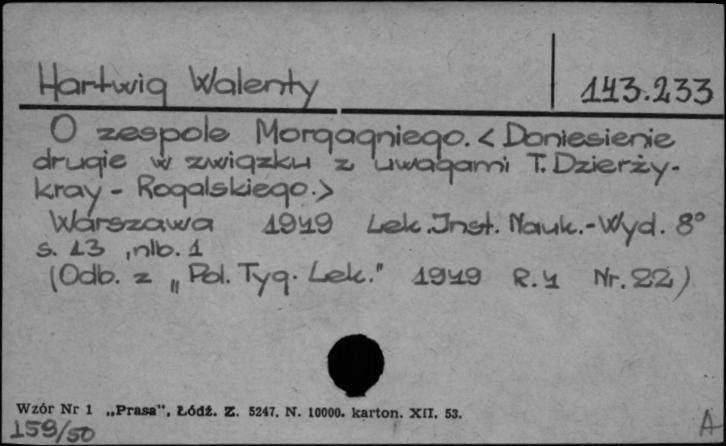 Hartwig Walenty
143.233
O zespole Morgagniego. < Doniesienie
drugie w związku z uwagami T. Dzierży-
kray - Rogalskiego.>
Warszawa 1949 Lek. Inst. Nauk.-Wyd. 8°
s. 13 , nlb. 1
(Odb. z „Pol. Tyg. Lek." 1949 R. 4 Nr. 22)
Wzór Nr 1 „Prasa", Łódź. Z. 5247. N. 10000. karton. XII. 53.
159/50
A